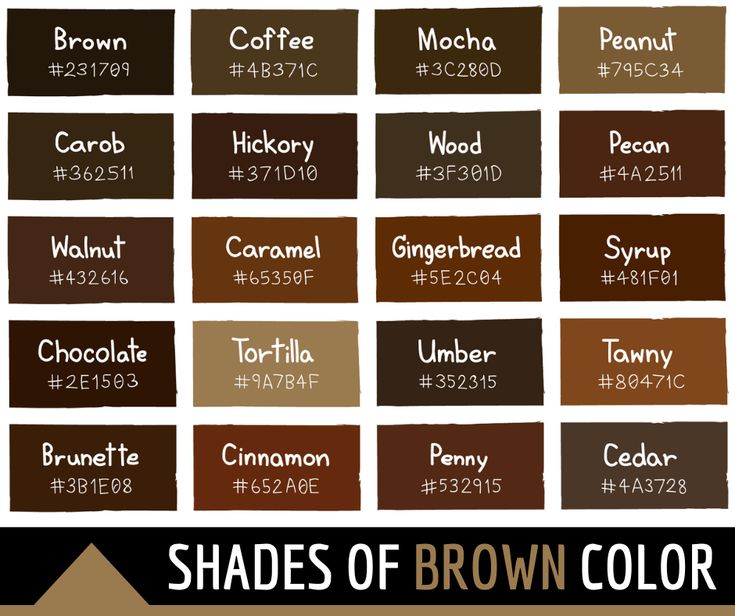 Brown
#231709
Coffee
#4B371C
Mocha
#3C280D
Peanut
#795C34
Carob
#362511
Hickory
#371D10
Wood
#3F301D
Pecan
#4A2511
Walnut
#432616
Caramel
#65350F
Gingerbread
#5E2C04
Syrup
#481F01
Chocolate
#2E1503
Tortilla
#9A7B4F
Umber
#352315
Tawny
#80471C
Brunette
#3B1E08
Cinnamon
#652A0E
Penny
#532915
Cedar
#4A3728
SHADES OF BROWN COLOR